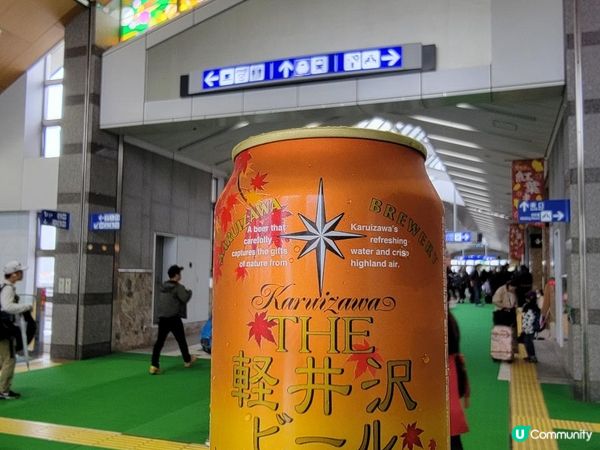 KARUIZAWA BREWERY
A beer that
carefully
captures the gifts
of nature from
Karuizawa's
refreshing
water and crisp
highland air.
Karuizawa
THE
軽井沢
ビール
UCommunity